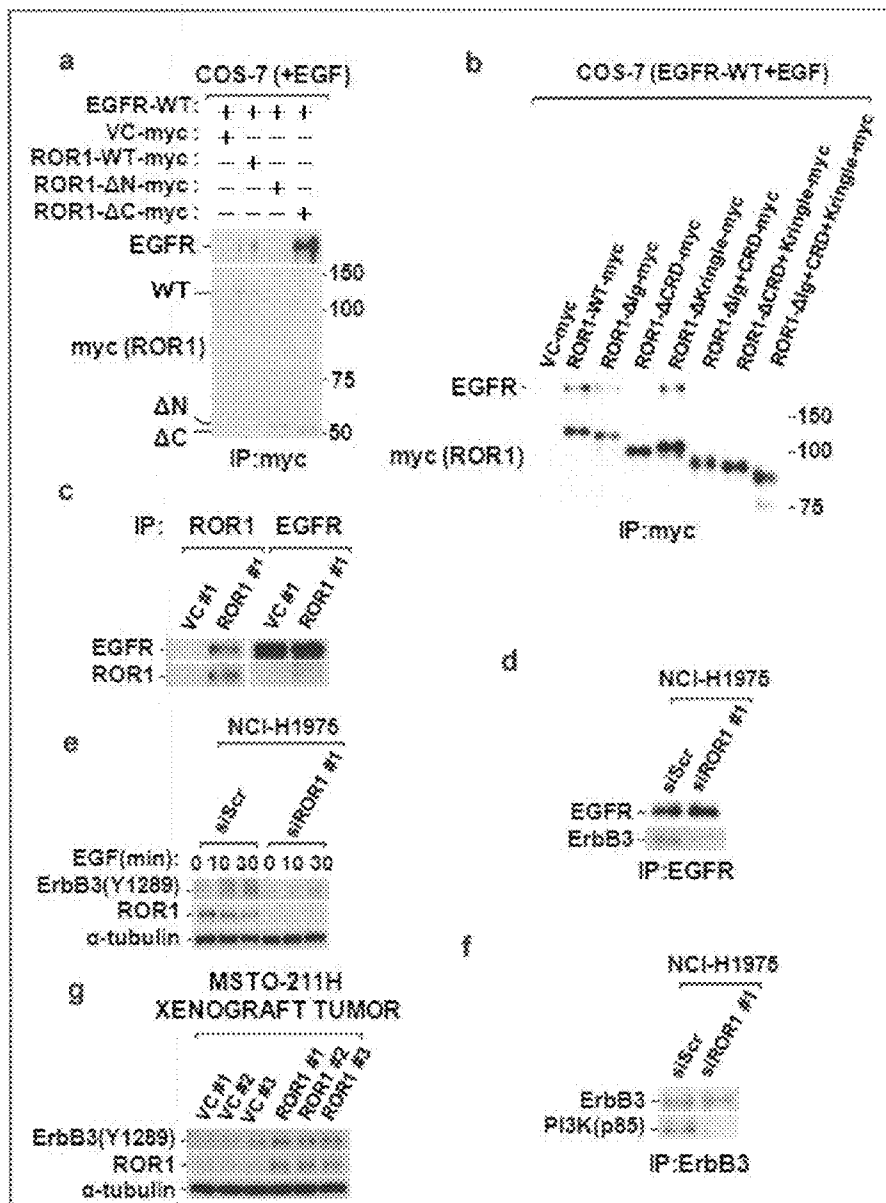 a
COS-7 (+EGF)
EGFR-WT: + + + +
VC-myc: + – – –
ROR1-WT-myc: – + – –
ROR1-ΔN-myc: – – + –
ROR1-ΔC-myc: – – – +
EGFR
150
WT
100
myc (ROR1)
75
ΔN
ΔC
50
IP:myc
b
COS-7 (EGFR-WT+EGF)
VC-myc
ROR1-WT-myc
ROR1-ΔIg-myc
ROR1-ΔCRD-myc
ROR1-ΔKringle-myc
ROR1-ΔIg+CRD-myc
ROR1-ΔCRD+Kringle-myc
ROR1-ΔIg+CRD+Kringle-myc
EGFR
150
myc (ROR1)
100
75
IP:myc
c
IP: ROR1 EGFR
VC #1
ROR1 #1
VC #1
ROR1 #1
EGFR
ROR1
d
NCI-H1975
siScr
siROR1 #1
EGFR
ErbB3
IP:EGFR
e
NCI-H1975
siScr
siROR1 #1
EGF(min): 0 10 30 0 10 30
ErbB3(Y1289)
ROR1
α-tubulin
f
NCI-H1975
siScr
siROR1 #1
ErbB3
PI3K(p85)
IP:ErbB3
g
MSTO-211H
XENOGRAFT TUMOR
VC #1
VC #2
VC #3
ROR1 #1
ROR1 #2
ROR1 #3
ErbB3(Y1289)
ROR1
α-tubulin